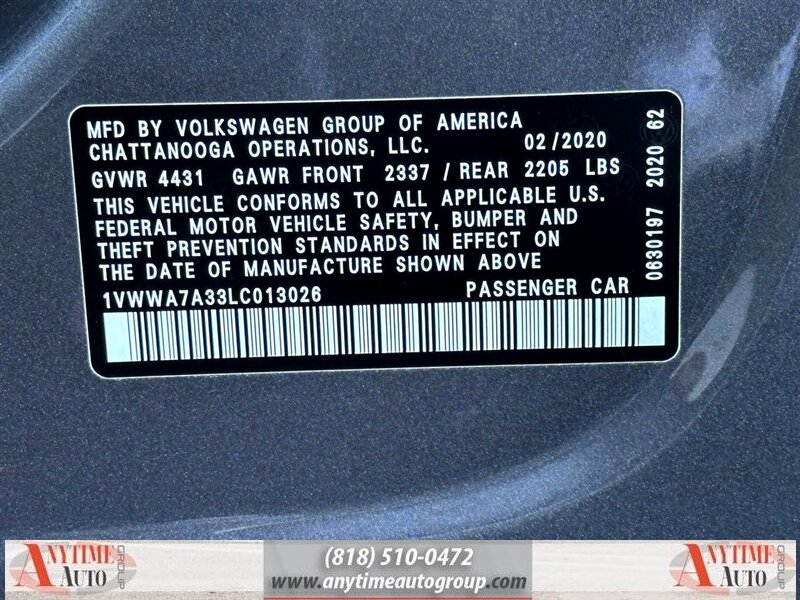 MFD BY VOLKSWAGEN GROUP OF AMERICA
CHATTANOOGA OPERATIONS, LLC. 02/2020
GVWR 4431 GAWR FRONT 2337 / REAR 2205 LBS
THIS VEHICLE CONFORMS TO ALL APPLICABLE U.S.
FEDERAL MOTOR VEHICLE SAFETY, BUMPER AND
THEFT PREVENTION STANDARDS IN EFFECT ON
THE DATE OF MANUFACTURE SHOWN ABOVE
1VWWA7A33LC013026 PASSENGER CAR
0630197 2020 62
ANYTIME AUTO GROUP
(818) 510-0472
www.anytimeautogroup.com
ANYTIME AUTO GROUP